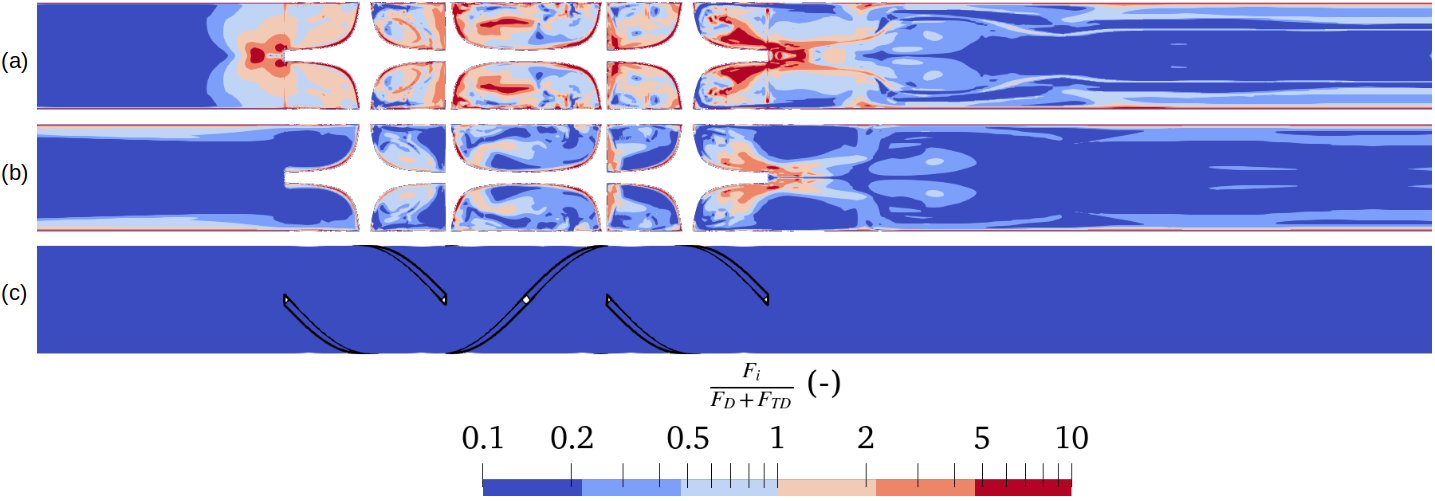 (a)
(b)
(c)
F_i / (F_D + F_TD) (-)
0.1 0.2 0.5 1 2 5 10